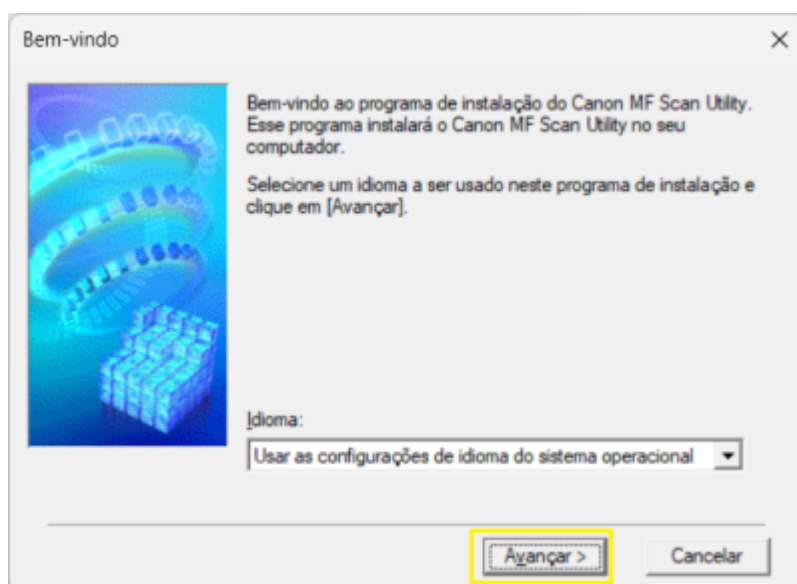 Bem-vindo
Bem-vindo ao programa de instalação do Canon MF Scan Utility.
Esse programa instalará o Canon MF Scan Utility no seu
computador.
Selecione um idioma a ser usado neste programa de instalação e
clique em [Avançar].
Idioma:
Usar as configurações de idioma do sistema operacional
Avançar >
Cancelar